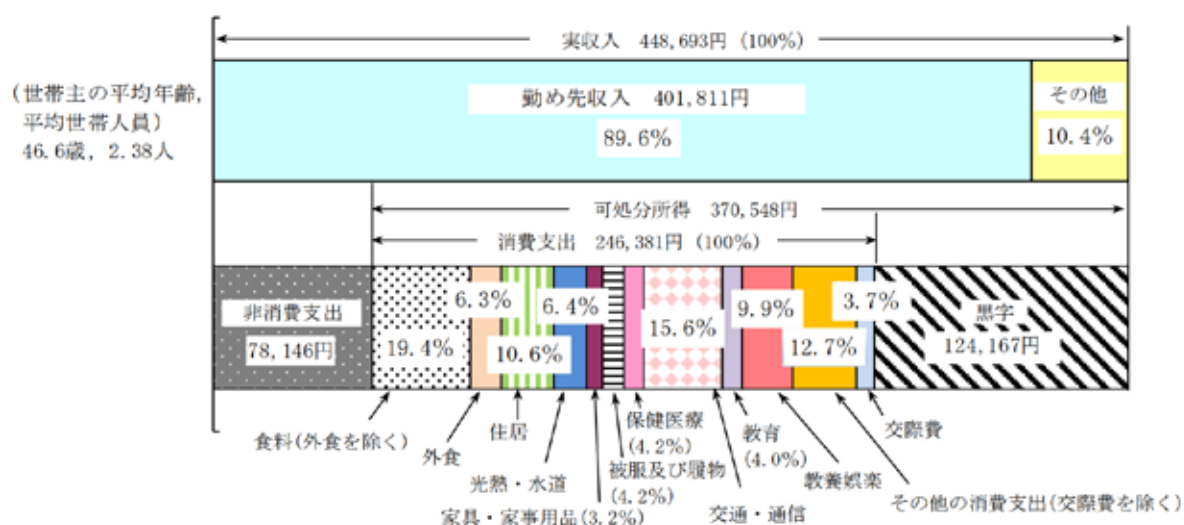 実収入 448,693円 (100%)
(世帯主の平均年齢,
平均世帯人員)
46.6歳, 2.38人
勤め先収入 401,811円
89.6%
その他
10.4%
可処分所得 370,548円
消費支出 246,381円 (100%)
非消費支出
78,146円
19.4%
6.3%
10.6%
6.4%
15.6%
9.9%
12.7%
3.7%
黒字
124,167円
食料(外食を除く)
外食
住居
光熱・水道
家具・家事用品(3.2%)
被服及び履物
(4.2%)
保健医療
(4.2%)
交通・通信
教育
(4.0%)
教養娯楽
その他の消費支出(交際費を除く)
交際費